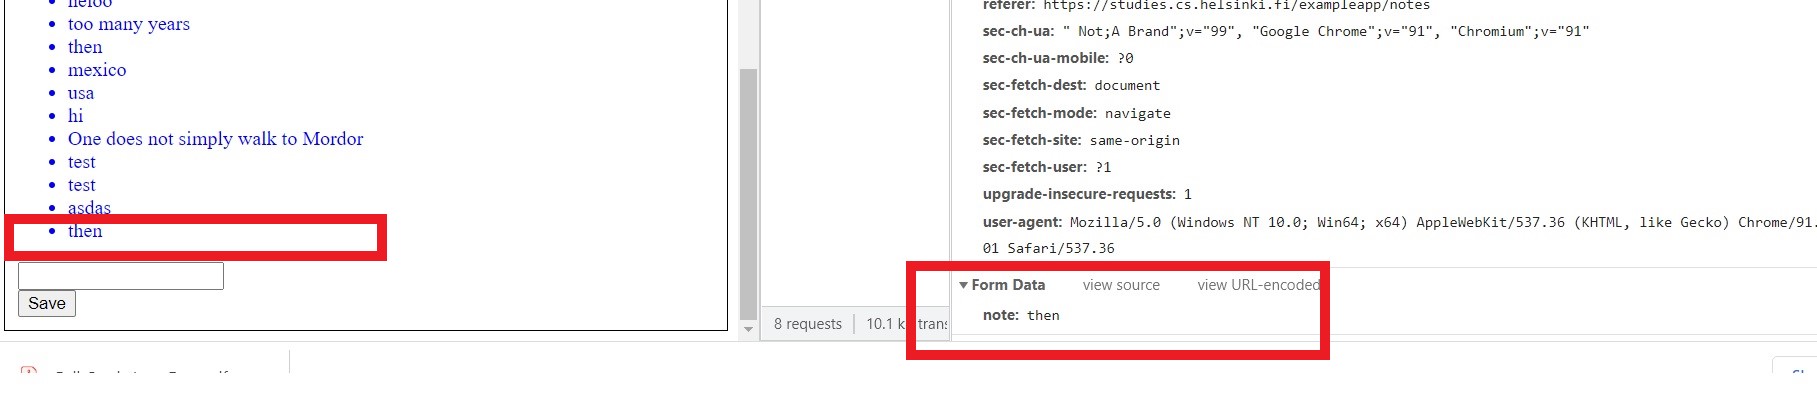 heloo
too many years
then
mexico
usa
hi
One does not simply walk to Mordor
test
test
asdas
then
Save
8 requests
10.1 k
trans
referer: https://studies.cs.helsinki.fi/exampleapp/notes
sec-ch-ua: " Not;A Brand";v="99", "Google Chrome";v="91", "Chromium";v="91"
sec-ch-ua-mobile: ?0
sec-fetch-dest: document
sec-fetch-mode: navigate
sec-fetch-site: same-origin
sec-fetch-user: ?1
upgrade-insecure-requests: 1
user-agent: Mozilla/5.0 (Windows NT 10.0; Win64; x64) AppleWebKit/537.36 (KHTML, like Gecko) Chrome/91.
01 Safari/537.36
Form Data view source view URL-encoded
note: then